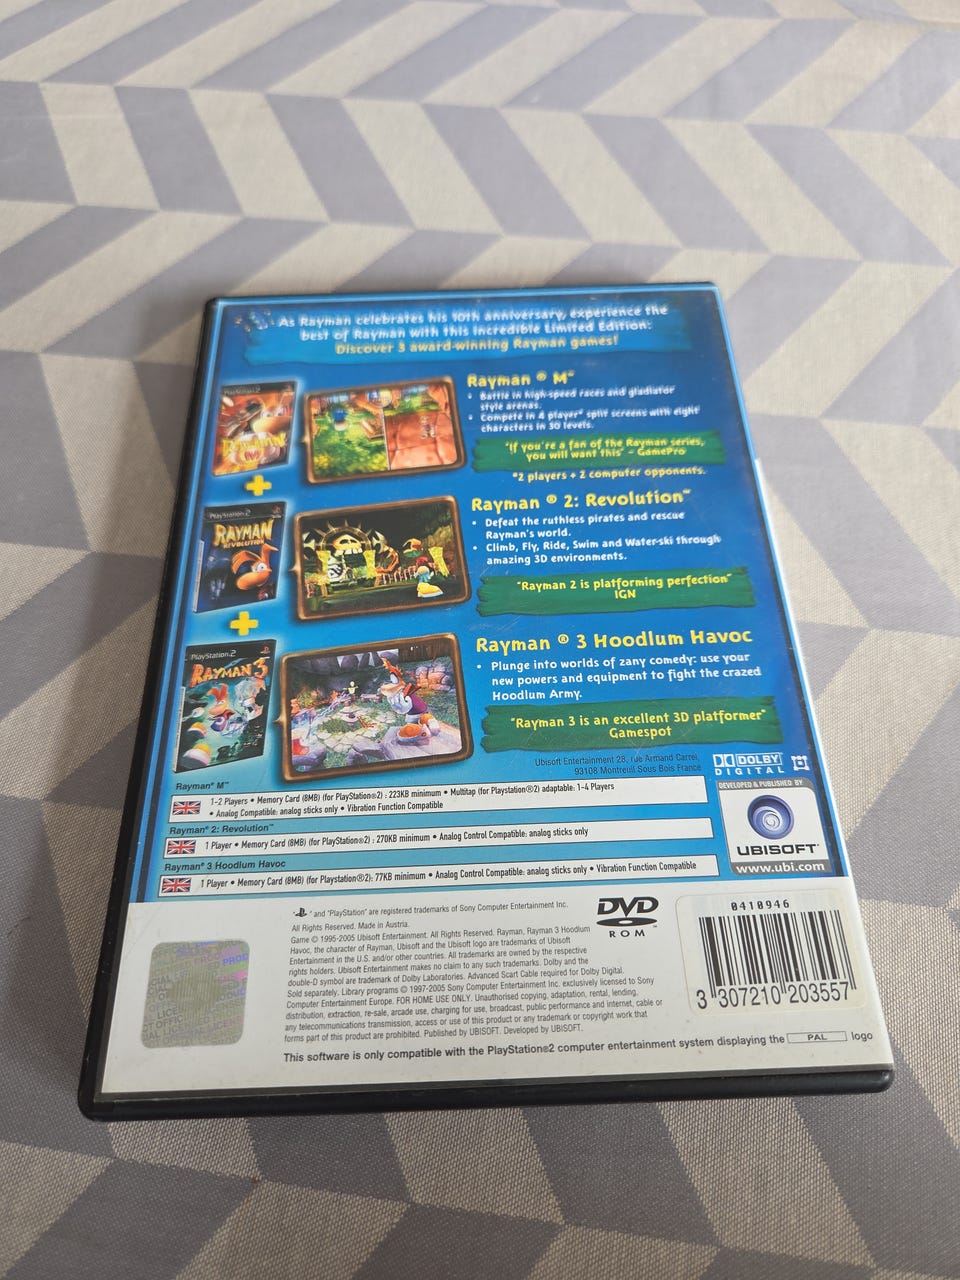 As Rayman celebrates his 10th anniversary, experience the
best of Rayman with this Incredible Limited Edition:
Discover 3 award-winning Rayman games!
PlayStation 2
RAYMAN
M
Rayman ® M™
• Battle in high-speed races and gladiator
style arenas.
• Compete in 4 player* split screens with eight
characters in 30 levels.
"If you're a fan of the Rayman series,
you will want this" - GamePro
*2 players + 2 computer opponents.
+
PlayStation 2
RAYMAN
REVOLUTION
Rayman ® 2: Revolution™
• Defeat the ruthless pirates and rescue
Rayman's world.
• Climb, Fly, Ride, Swim and Water-ski through
amazing 3D environments.
"Rayman 2 is platforming perfection"
IGN
+
PlayStation 2
RAYMAN 3
Rayman ® 3 Hoodlum Havoc
• Plunge into worlds of zany comedy: use your
new powers and equipment to fight the crazed
Hoodlum Army.
"Rayman 3 is an excellent 3D platformer"
Gamespot
Ubisoft Entertainment 28, rue Armand Carrel,
93108 Montreuil Sous Bois France
DOLBY
DIGITAL
Rayman® M™
1-2 Players • Memory Card (8MB) (for PlayStation®2) : 223KB minimum • Multitap (for Playstation®2) adaptable: 1-4 Players
• Analog Compatible: analog sticks only • Vibration Function Compatible
Rayman® 2: Revolution™
1 Player • Memory Card (8MB) (for PlayStation®2) : 270KB minimum • Analog Control Compatible: analog sticks only
Rayman® 3 Hoodlum Havoc
1 Player • Memory Card (8MB) (for Playstation®2): 77KB minimum • Analog Control Compatible: analog sticks only • Vibration Function Compatible
DEVELOPED & PUBLISHED BY
UBISOFT
www.ubi.com
" " and "PlayStation" are registered trademarks of Sony Computer Entertainment Inc.
All Rights Reserved. Made in Austria.
Game © 1995-2005 Ubisoft Entertainment. All Rights Reserved. Rayman, Rayman 3 Hoodlum
Havoc, the character of Rayman, Ubisoft and the Ubisoft logo are trademarks of Ubisoft
Entertainment in the U.S. and/or other countries. All trademarks are owned by the respective
rights holders. Ubisoft Entertainment makes no claim to any such trademarks. Dolby and the
double-D symbol are trademark of Dolby Laboratories. Advanced Scart Cable required for Dolby Digital.
Sold separately. Library programs © 1997-2005 Sony Computer Entertainment Inc. exclusively licensed to Sony
Computer Entertainment Europe. FOR HOME USE ONLY. Unauthorised copying, adaptation, rental, lending,
distribution, extraction, re-sale, arcade use, charging for use, broadcast, public performance and internet, cable or
any telecommunications transmission, access or use of this product or any trademark or copyright work that
forms part of this product are prohibited. Published by UBISOFT. Developed by UBISOFT.
DVD
ROM
0410946
3 307210 203557
This software is only compatible with the PlayStation®2 computer entertainment system displaying the PAL logo